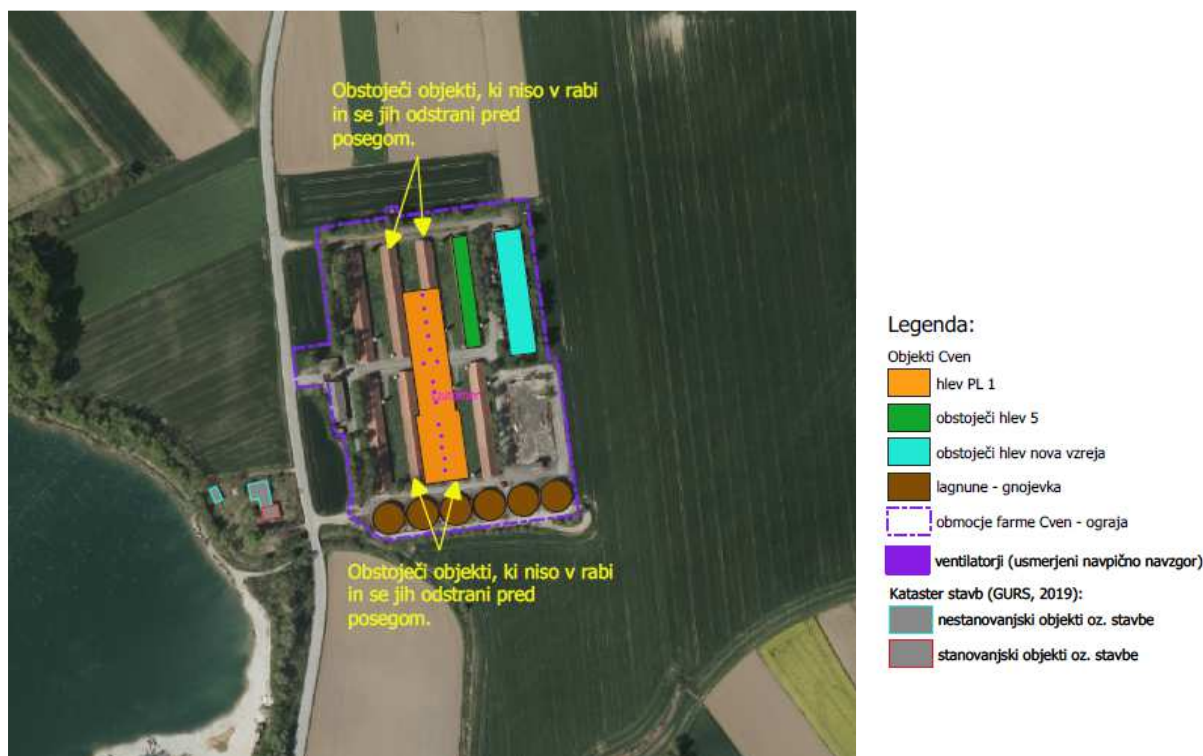 Obstoječi objekti, ki niso v rabi
in se jih odstrani pred
posegom.
Obstoječi objekti, ki niso v rabi
in se jih odstrani pred
posegom.
Legenda:
Objekti Cven
hlev PL 1
obstoječi hlev 5
obstoječi hlev nova vzreja
lagnune - gnojevka
obmocje farme Cven - ograja
ventilatorji (usmerjeni navpično navzgor)
Kataster stavb (GURS, 2019):
nestanovanjski objekti oz. stavbe
stanovanjski objekti oz. stavbe